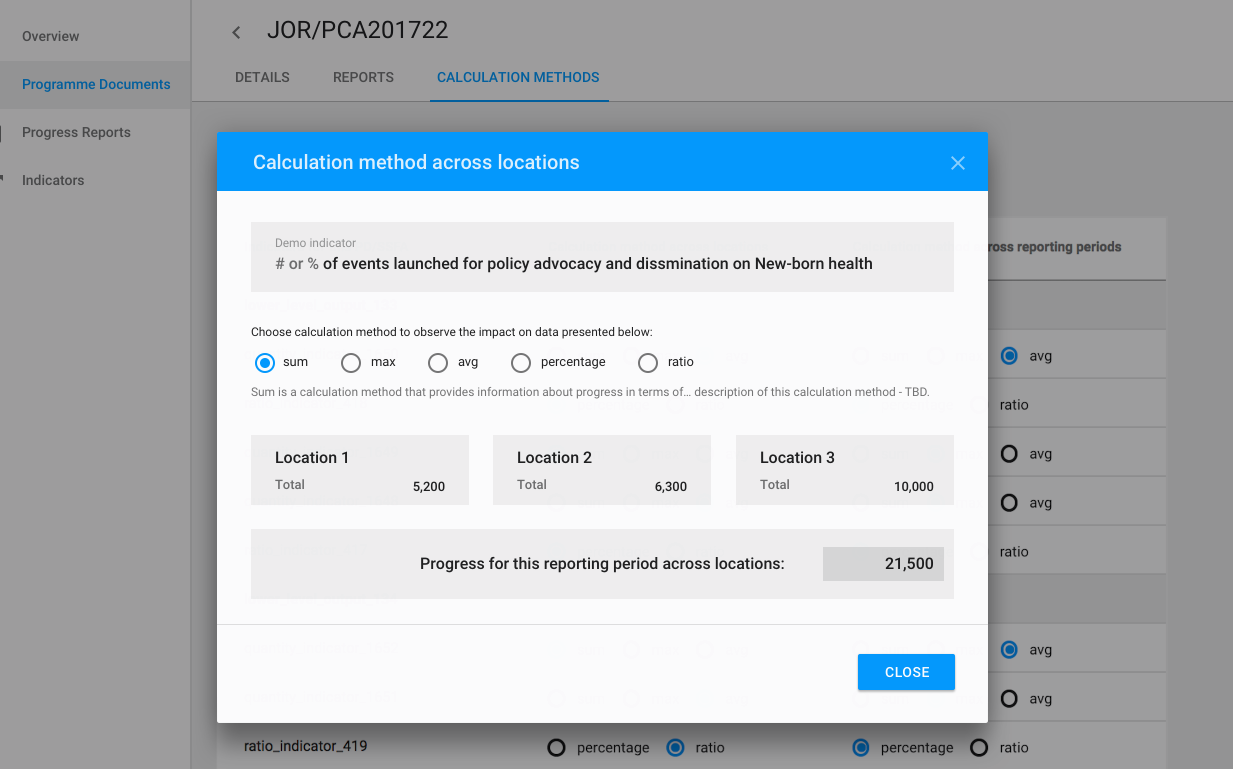 Overview
Programme Documents
Progress Reports
Indicators
JOR/PCA201722
DETAILS REPORTS CALCULATION METHODS
Calculation method across locations
Demo indicator
# or % of events launched for policy advocacy and dissmination on New-born health
Choose calculation method to observe the impact on data presented below:
sum max avg percentage ratio
Sum is a calculation method that provides information about progress in terms of… description of this calculation method - TBD.
Location 1
Total 5,200
Location 2
Total 6,300
Location 3
Total 10,000
Progress for this reporting period across locations: 21,500
CLOSE
reporting periods
avg
ratio
avg
avg
ratio
avg
avg
ratio_indicator_419 percentage ratio percentage ratio